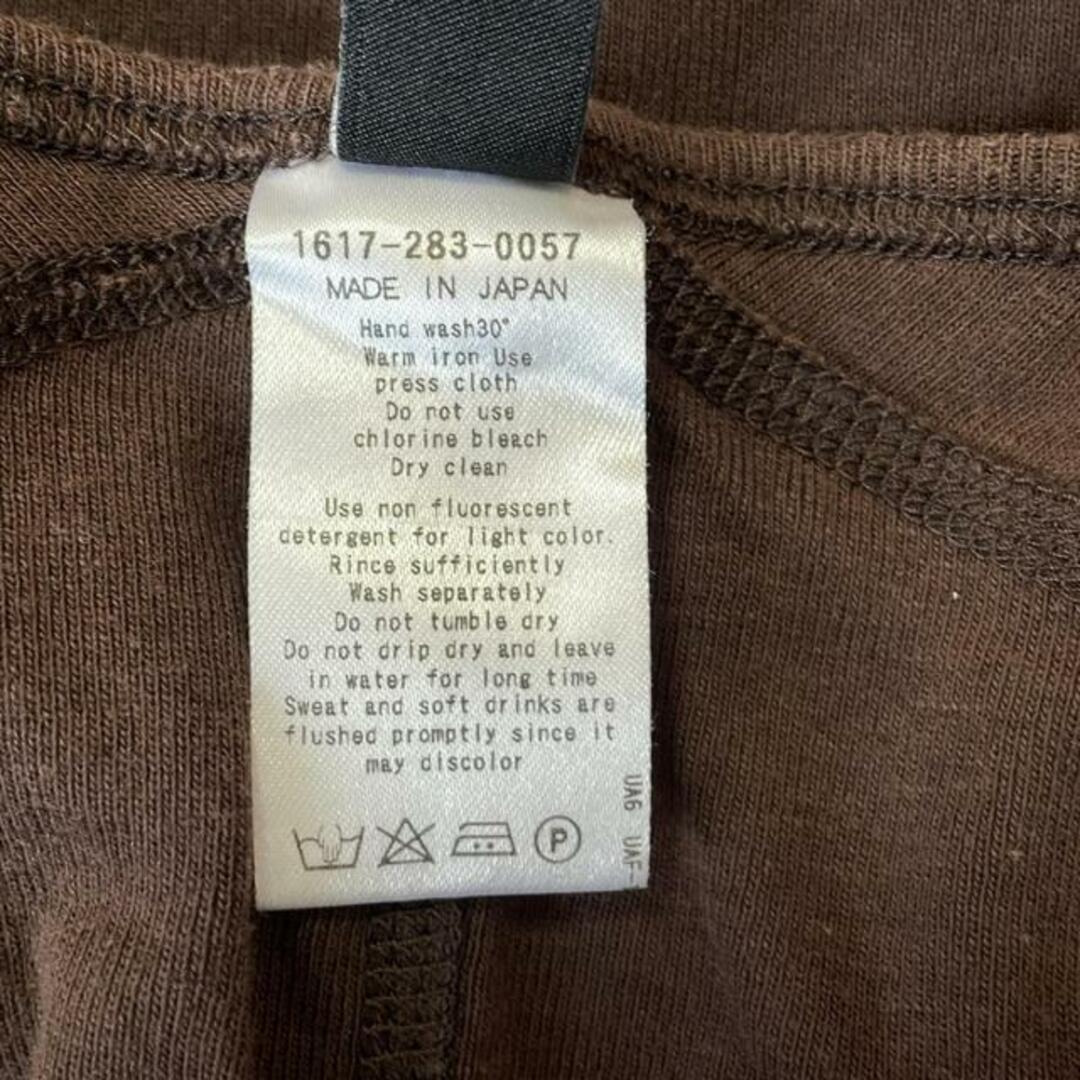 1617-283-0057
MADE IN JAPAN
Hand wash30°
Warm iron Use
press cloth
Do not use
chlorine bleach
Dry clean
Use non fluorescent
detergent for light color.
Rince sufficiently
Wash separately
Do not tumble dry
Do not drip dry and leave
in water for long time
Sweat and soft drinks are
flushed promptly since it
may discolor
P
UA6 UAF-